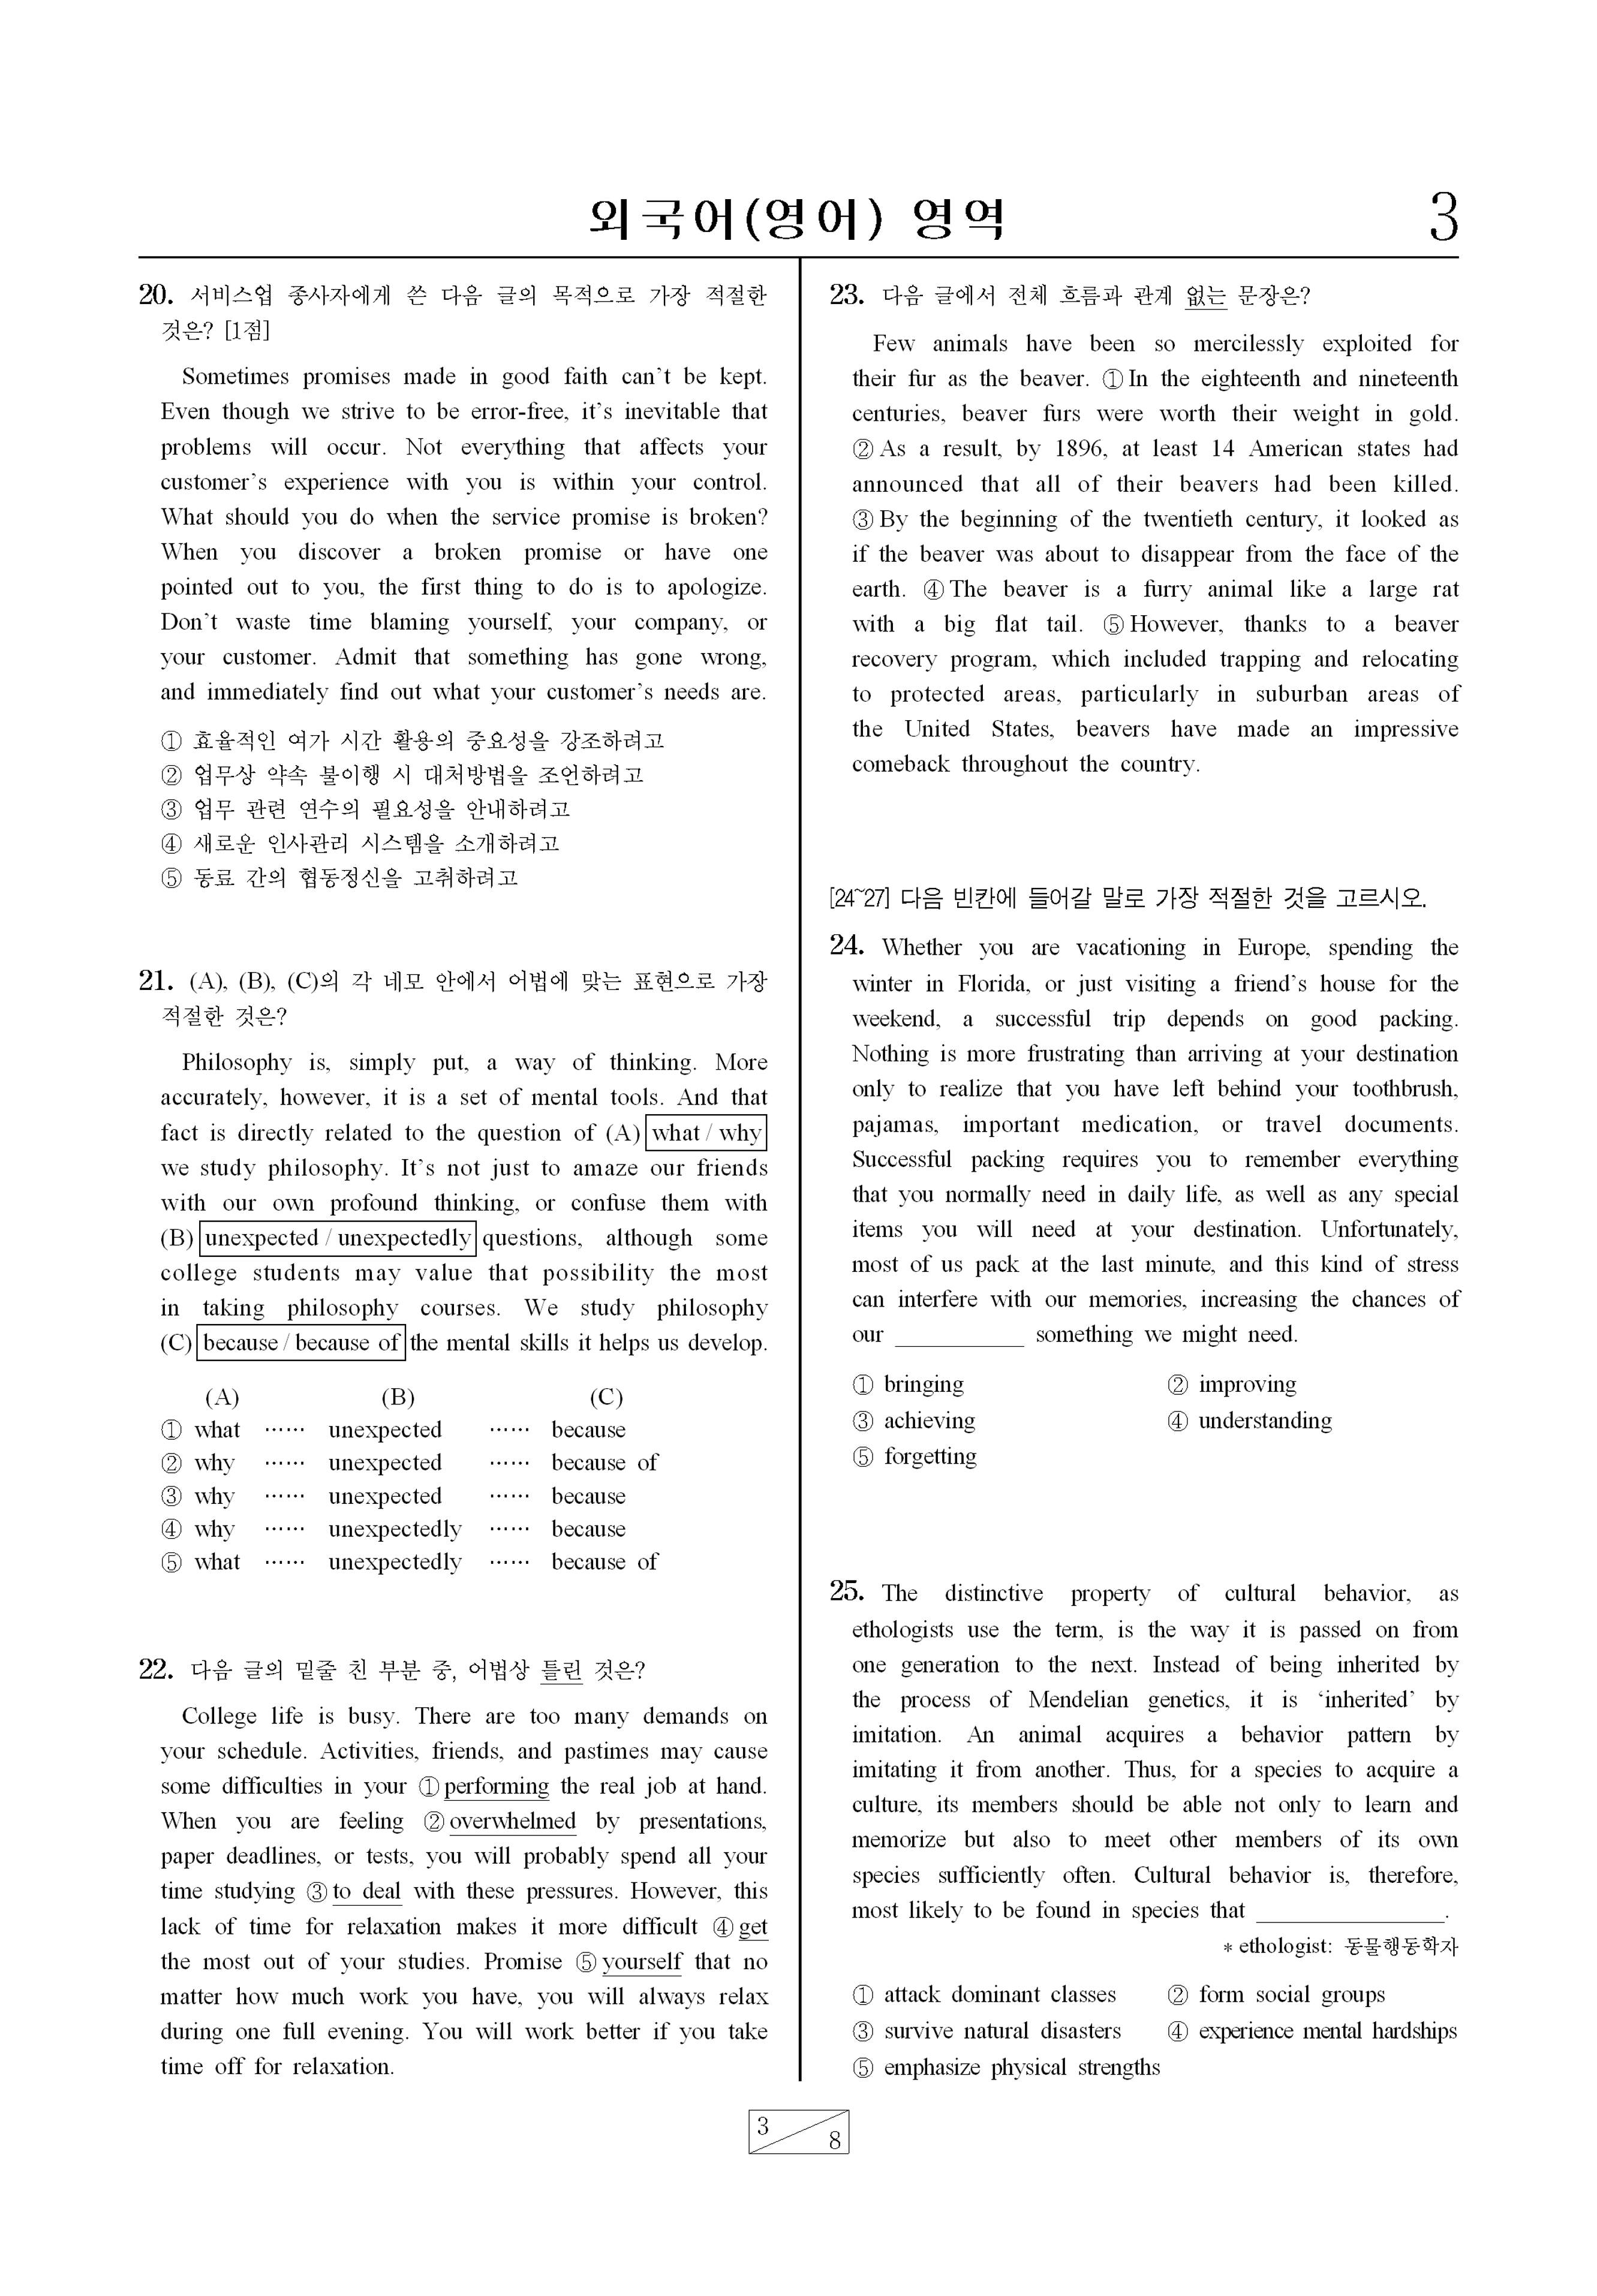 외국어(영어) 영역
3
20. 서비스업 종사자에게 쓴 다음 글의 목적으로 가장 적절한
것은? [1점]
Sometimes promises made in good faith can't be kept.
Even though we strive to be error-free, it's inevitable that
problems will occur. Not everything that affects your
customer's experience with you is within your control.
What should you do when the service promise is broken?
When you discover a broken promise or have one
pointed out to you, the first thing to do is to apologize.
Don't waste time blaming yourself, your company, or
your customer. Admit that something has gone wrong,
and immediately find out what your customer's needs are.
① 효율적인 여가 시간 활용의 중요성을 강조하려고
② 업무상 약속 불이행 시 대처방법을 조언하려고
③ 업무 관련 연수의 필요성을 안내하려고
④ 새로운 인사관리 시스템을 소개하려고
⑤ 동료 간의 협동정신을 고취하려고
21. (A), (B), (C)의 각 네모 안에서 어법에 맞는 표현으로 가장
적절한 것은?
Philosophy is, simply put, a way of thinking. More
accurately, however, it is a set of mental tools. And that
fact is directly related to the question of (A) what / why
we study philosophy. It's not just to amaze our friends
with our own profound thinking, or confuse them with
(B) unexpected / unexpectedly questions, although some
college students may value that possibility the most
in taking philosophy courses. We study philosophy
(C) because / because of the mental skills it helps us develop.
(A) (B) (C)
① what …… unexpected …… because
② why …… unexpected …… because of
③ why …… unexpected …… because
④ why …… unexpectedly …… because
⑤ what …… unexpectedly …… because of
22. 다음 글의 밑줄 친 부분 중, 어법상 틀린 것은?
College life is busy. There are too many demands on
your schedule. Activities, friends, and pastimes may cause
some difficulties in your ① performing the real job at hand.
When you are feeling ② overwhelmed by presentations,
paper deadlines, or tests, you will probably spend all your
time studying ③ to deal with these pressures. However, this
lack of time for relaxation makes it more difficult ④ get
the most out of your studies. Promise ⑤ yourself that no
matter how much work you have, you will always relax
during one full evening. You will work better if you take
time off for relaxation.
23. 다음 글에서 전체 흐름과 관계 없는 문장은?
Few animals have been so mercilessly exploited for
their fur as the beaver. ① In the eighteenth and nineteenth
centuries, beaver furs were worth their weight in gold.
② As a result, by 1896, at least 14 American states had
announced that all of their beavers had been killed.
③ By the beginning of the twentieth century, it looked as
if the beaver was about to disappear from the face of the
earth. ④ The beaver is a furry animal like a large rat
with a big flat tail. ⑤ However, thanks to a beaver
recovery program, which included trapping and relocating
to protected areas, particularly in suburban areas of
the United States, beavers have made an impressive
comeback throughout the country.
[24~27] 다음 빈칸에 들어갈 말로 가장 적절한 것을 고르시오.
24. Whether you are vacationing in Europe, spending the
winter in Florida, or just visiting a friend's house for the
weekend, a successful trip depends on good packing.
Nothing is more frustrating than arriving at your destination
only to realize that you have left behind your toothbrush,
pajamas, important medication, or travel documents.
Successful packing requires you to remember everything
that you normally need in daily life, as well as any special
items you will need at your destination. Unfortunately,
most of us pack at the last minute, and this kind of stress
can interfere with our memories, increasing the chances of
our ____________ something we might need.
① bringing ② improving
③ achieving ④ understanding
⑤ forgetting
25. The distinctive property of cultural behavior, as
ethologists use the term, is the way it is passed on from
one generation to the next. Instead of being inherited by
the process of Mendelian genetics, it is 'inherited' by
imitation. An animal acquires a behavior pattern by
imitating it from another. Thus, for a species to acquire a
culture, its members should be able not only to learn and
memorize but also to meet other members of its own
species sufficiently often. Cultural behavior is, therefore,
most likely to be found in species that __________________.
* ethologist: 동물행동학자
① attack dominant classes ② form social groups
③ survive natural disasters ④ experience mental hardships
⑤ emphasize physical strengths
3
8